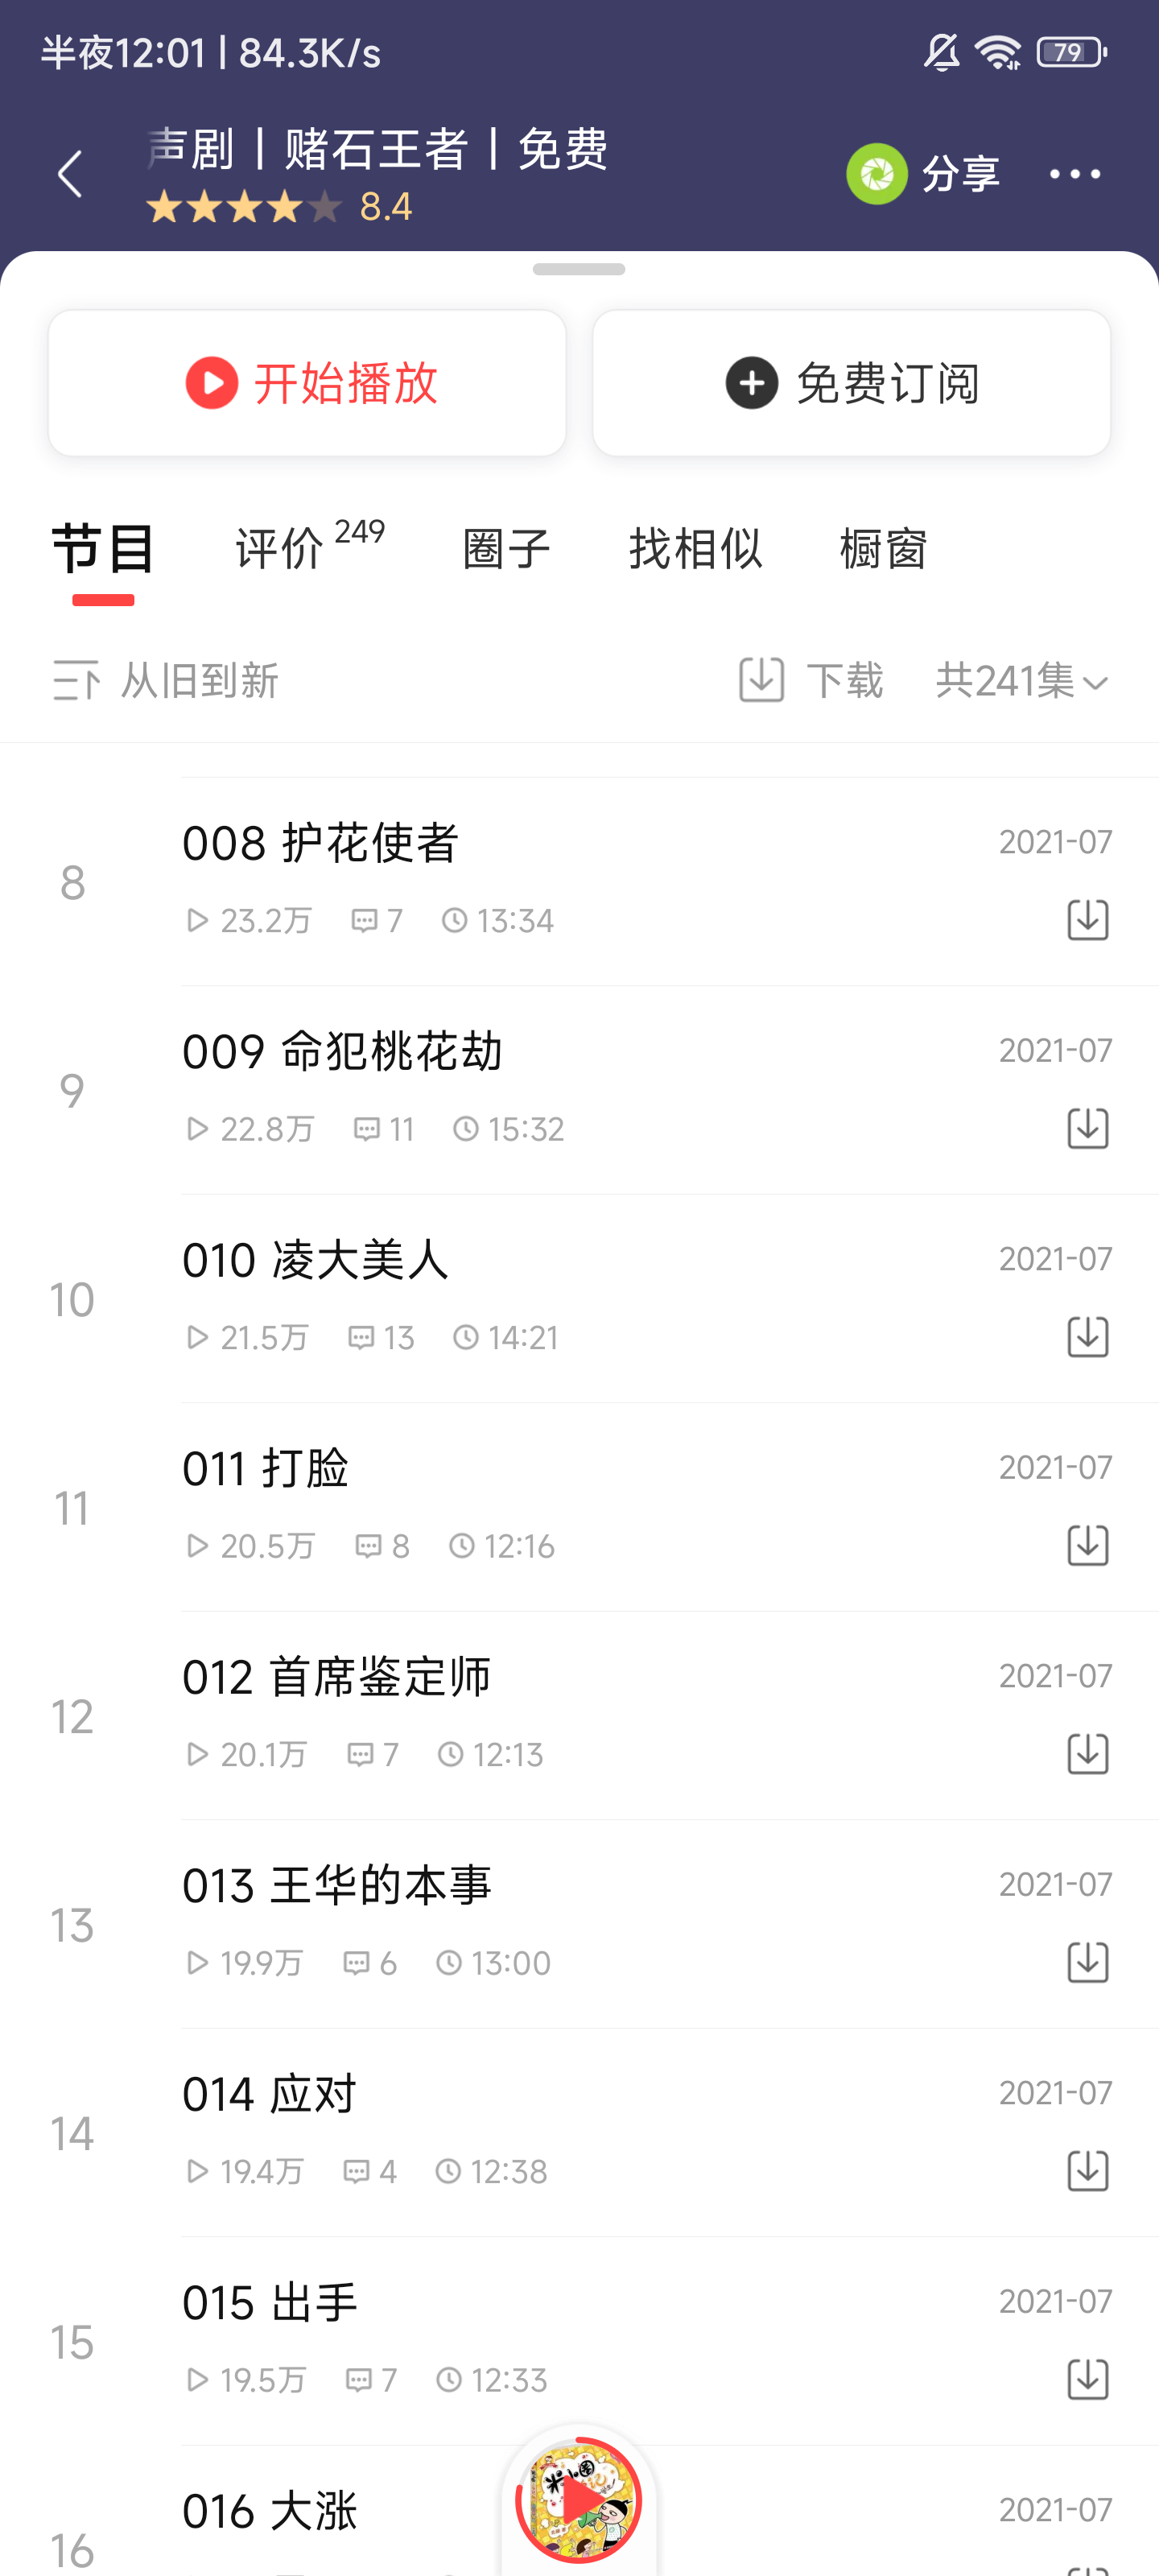 半夜12:01 | 84.3K/s
79
声剧丨赌石王者丨免费
8.4
分享
开始播放
免费订阅
节目
评价 249
圈子
找相似
橱窗
从旧到新
下载
共241集
8
008 护花使者
2021-07
23.2万 7 13:34
9
009 命犯桃花劫
2021-07
22.8万 11 15:32
10
010 凌大美人
2021-07
21.5万 13 14:21
11
011 打脸
2021-07
20.5万 8 12:16
12
012 首席鉴定师
2021-07
20.1万 7 12:13
13
013 王华的本事
2021-07
19.9万 6 13:00
14
014 应对
2021-07
19.4万 4 12:38
15
015 出手
2021-07
19.5万 7 12:33
16
016 大涨
2021-07